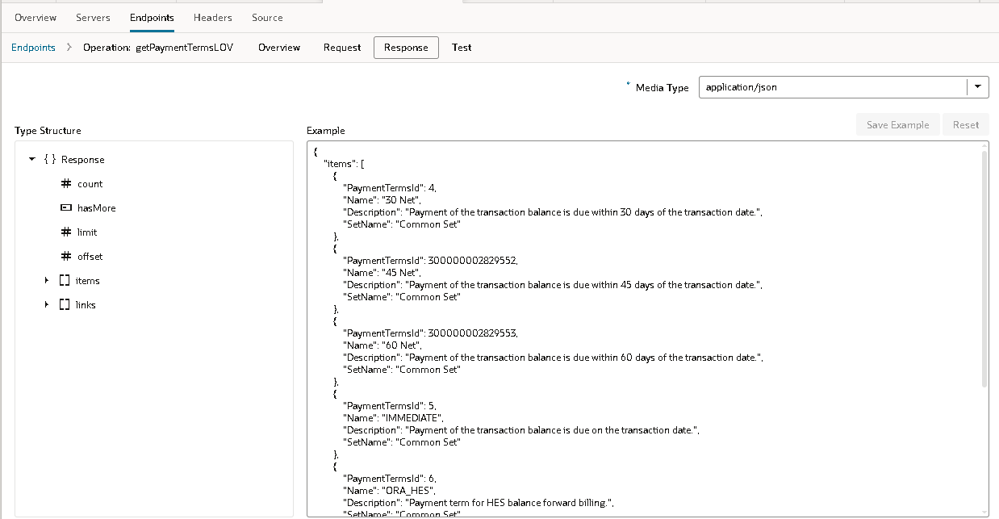 Overview Servers Endpoints Headers Source
Endpoints > Operation: getPaymentTermsLOV Overview Request Response Test
* Media Type application/json
Save Example Reset
Type Structure
{ } Response
# count
hasMore
# limit
# offset
[ ] items
[ ] links
Example
{
"items": [
{
"PaymentTermsId": 4,
"Name": "30 Net",
"Description": "Payment of the transaction balance is due within 30 days of the transaction date.",
"SetName": "Common Set"
},
{
"PaymentTermsId": 300000002829552,
"Name": "45 Net",
"Description": "Payment of the transaction balance is due within 45 days of the transaction date.",
"SetName": "Common Set"
},
{
"PaymentTermsId": 300000002829553,
"Name": "60 Net",
"Description": "Payment of the transaction balance is due within 60 days of the transaction date.",
"SetName": "Common Set"
},
{
"PaymentTermsId": 5,
"Name": "IMMEDIATE",
"Description": "Payment of the transaction balance is due on the transaction date.",
"SetName": "Common Set"
},
{
"PaymentTermsId": 6,
"Name": "ORA_HES",
"Description": "Payment term for HES balance forward billing.",
"SetName": "Common Set"